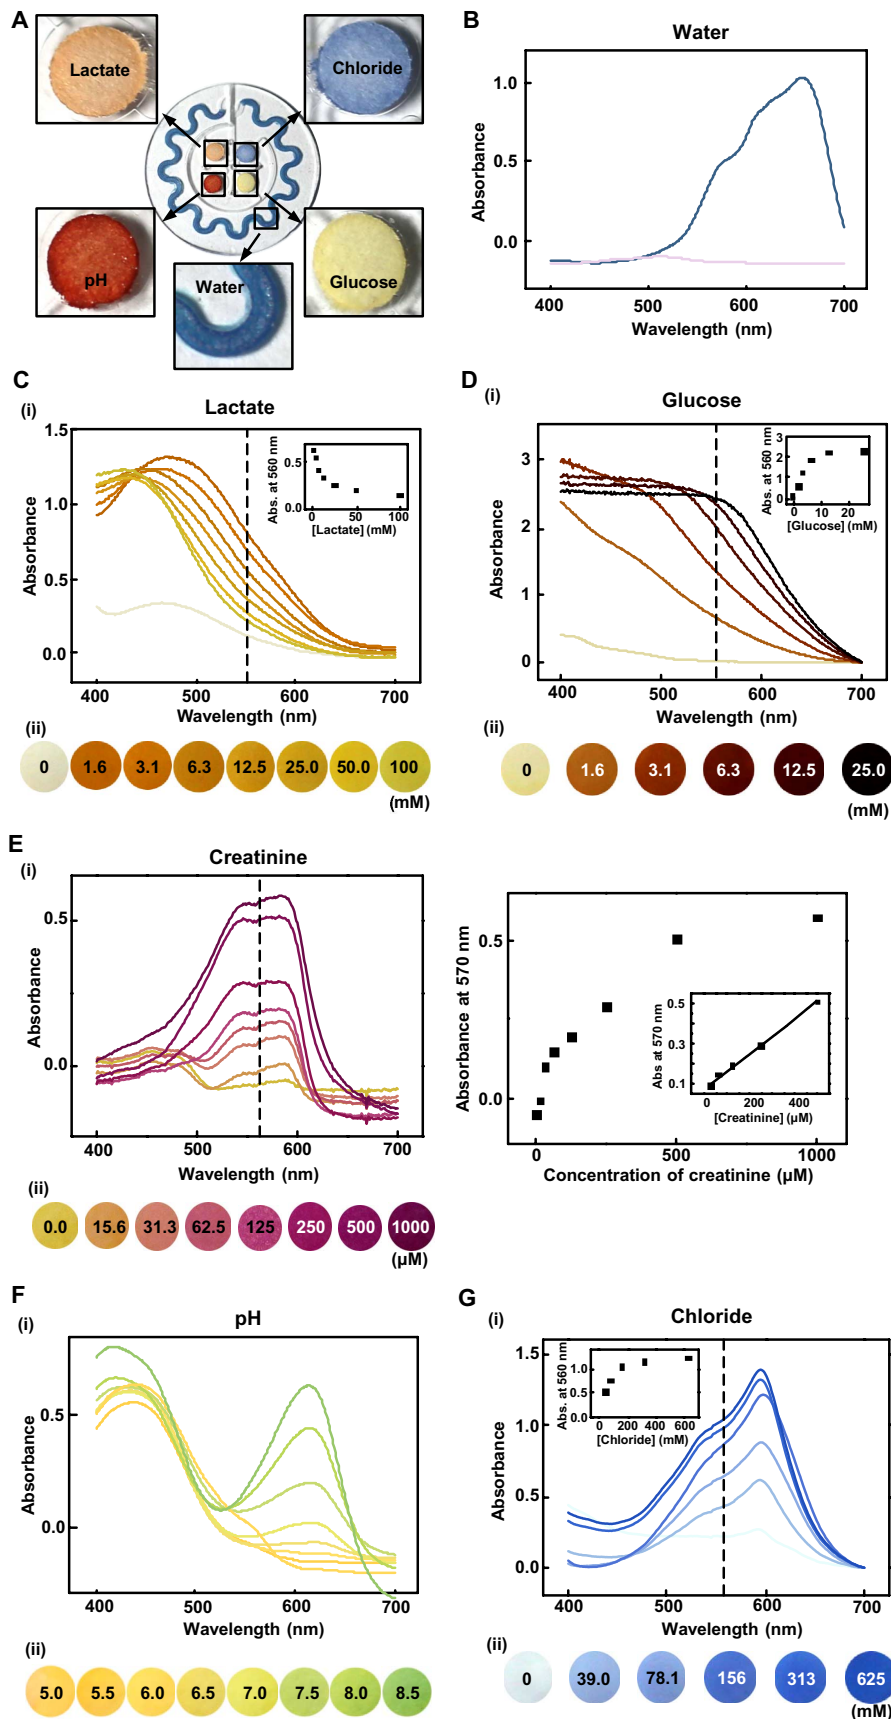 A
Lactate
Chloride
pH
Water
Glucose
B
Water
Absorbance
1.0
0.0
400 500 600 700
Wavelength (nm)
C
(i)
Lactate
Absorbance
1.5
1.0
0.5
0.0
400 500 600 700
Wavelength (nm)
Abs. at 560 nm
0.5
0.0
0 50 100
[Lactate] (mM)
(ii)
0 1.6 3.1 6.3 12.5 25.0 50.0 100
(mM)
D
(i)
Glucose
Absorbance
3
2
1
0
400 500 600 700
Wavelength (nm)
Abs. at 560 nm
3
2
1
0
0 10 20
[Glucose] (mM)
(ii)
0 1.6 3.1 6.3 12.5 25.0
(mM)
E
(i)
Creatinine
Absorbance
0.5
0.0
400 500 600 700
Wavelength (nm)
(ii)
0.0 15.6 31.3 62.5 125 250 500 1000
(µM)
Absorbance at 570 nm
0.5
0.0
0 500 1000
Concentration of creatinine (µM)
Abs at 570 nm
0.5
0.3
0.1
0 200 400
[Creatinine] (µM)
F
(i)
pH
Absorbance
0.5
0.0
400 500 600 700
Wavelength (nm)
(ii)
5.0 5.5 6.0 6.5 7.0 7.5 8.0 8.5
G
(i)
Chloride
Absorbance
1.5
1.0
0.5
0.0
400 500 600 700
Wavelength (nm)
Abs. at 560 nm
1.0
0.5
0.0
0 200 400 600
[Chloride] (mM)
(ii)
0 39.0 78.1 156 313 625
(mM)